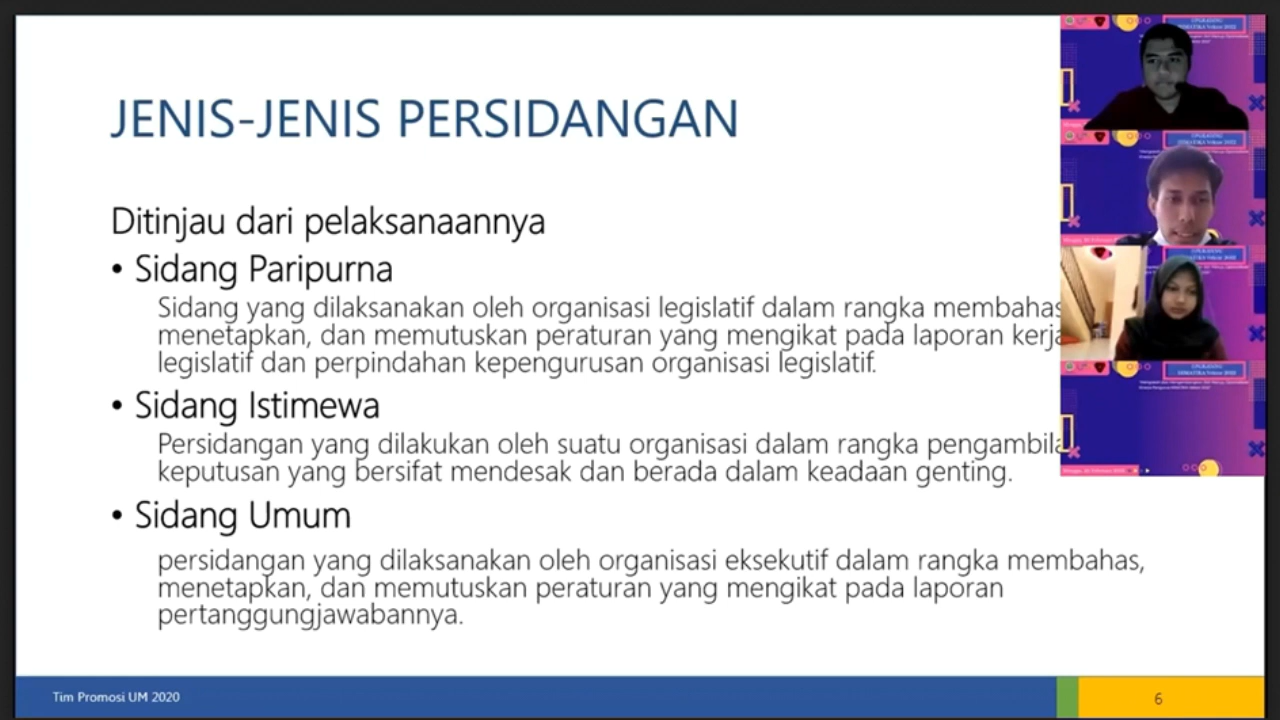 JENIS-JENIS PERSIDANGAN
Ditinjau dari pelaksanaannya
• Sidang Paripurna
Sidang yang dilaksanakan oleh organisasi legislatif dalam rangka membahas
menetapkan, dan memutuskan peraturan yang mengikat pada laporan kerja
legislatif dan perpindahan kepengurusan organisasi legislatif.
• Sidang Istimewa
Persidangan yang dilakukan oleh suatu organisasi dalam rangka
keputusan yang bersifat mendesak dan berada dalam keadaan genting.
• Sidang Umum
persidangan yang dilaksanakan oleh organisasi eksekutif dalam rangka membahas,
menetapkan, dan memutuskan peraturan yang mengikat pada laporan
pertanggungjawabannya.
Tim Promosi UM 2020
6